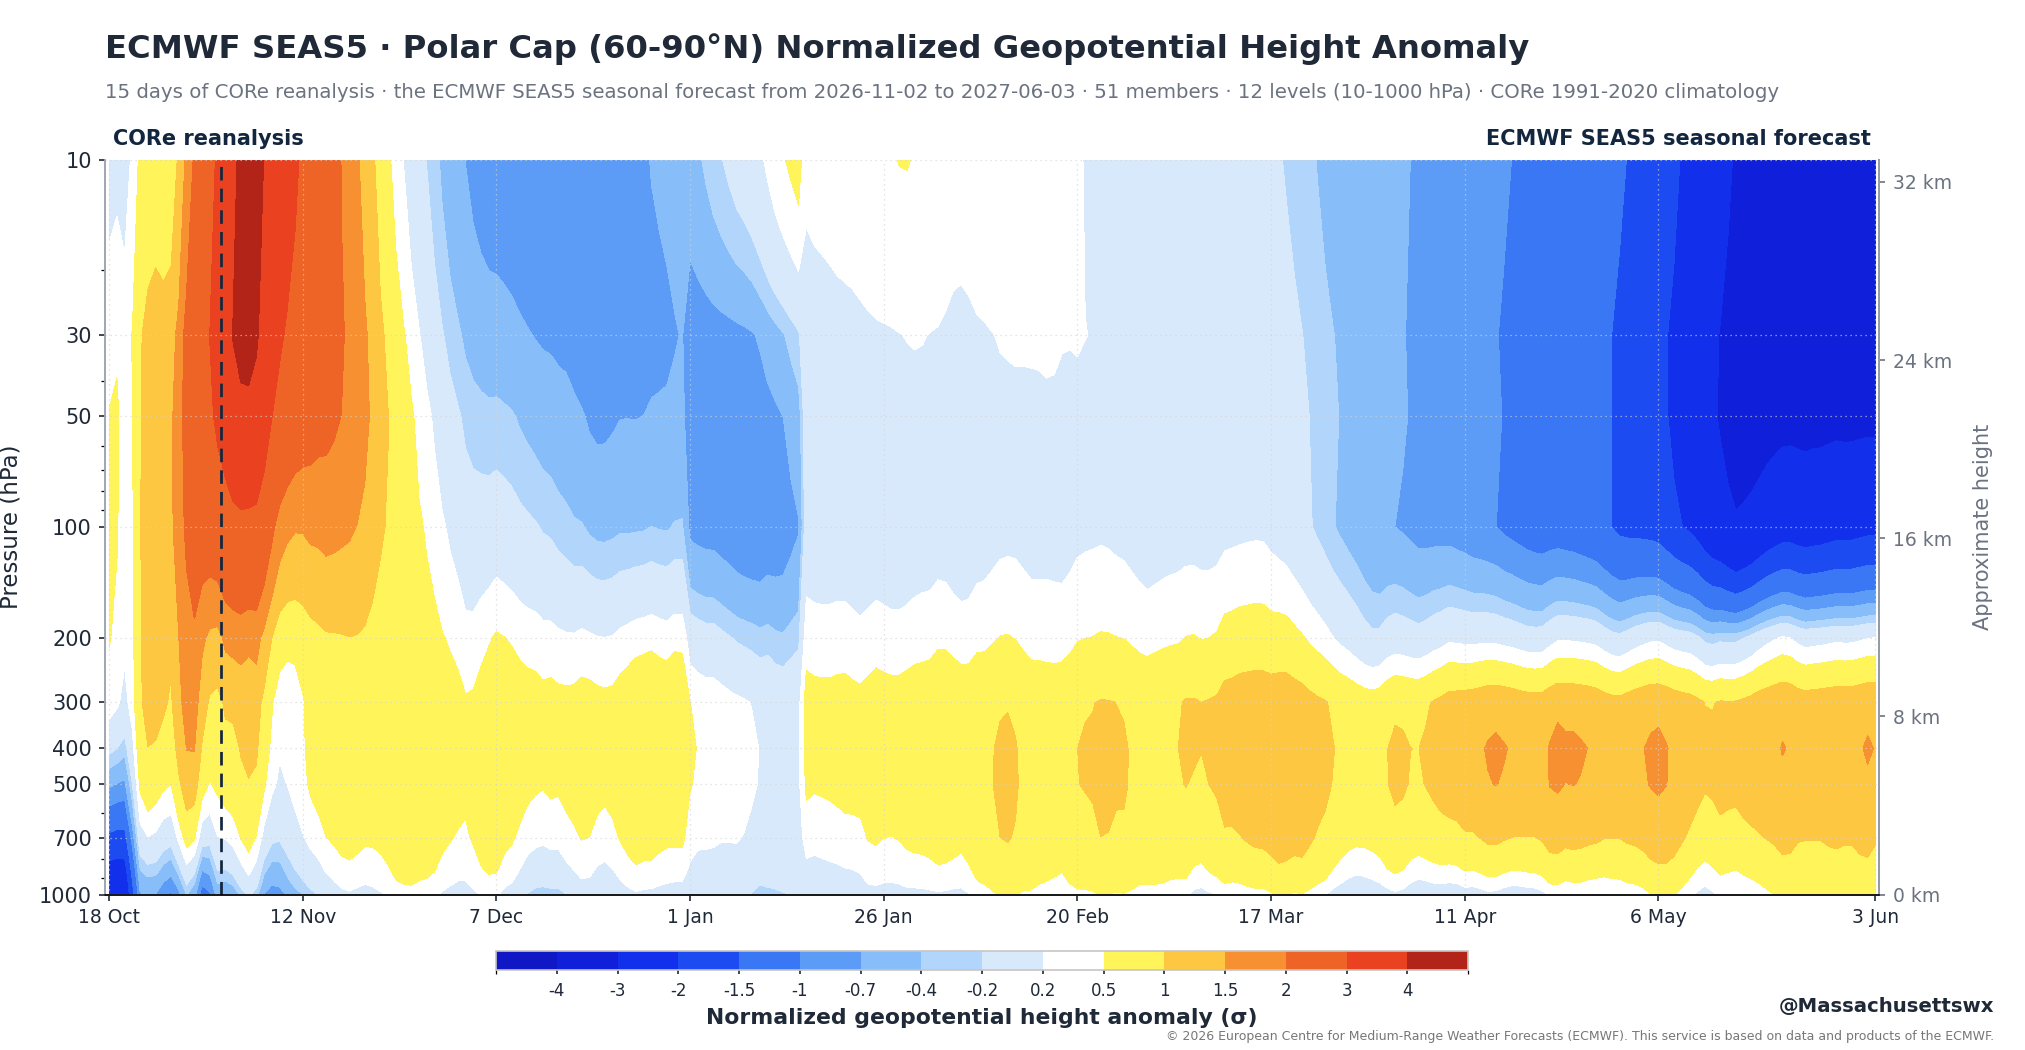 ECMWF SEAS5 · Polar Cap (60-90°N) Normalized Geopotential Height Anomaly
15 days of CORe reanalysis · the ECMWF SEAS5 seasonal forecast from 2026-11-02 to 2027-06-03 · 51 members · 12 levels (10-1000 hPa) · CORe 1991-2020 climatology
CORe reanalysis
ECMWF SEAS5 seasonal forecast
Pressure (hPa)
10
30
50
100
200
300
400
500
700
1000
32 km
24 km
16 km
8 km
0 km
Approximate height
18 Oct
12 Nov
7 Dec
1 Jan
26 Jan
20 Feb
17 Mar
11 Apr
6 May
3 Jun
-4 -3 -2 -1.5 -1 -0.7 -0.4 -0.2 0.2 0.5 1 1.5 2 3 4
Normalized geopotential height anomaly (σ)
@Massachusettswx
© 2026 European Centre for Medium-Range Weather Forecasts (ECMWF). This service is based on data and products of the ECMWF.